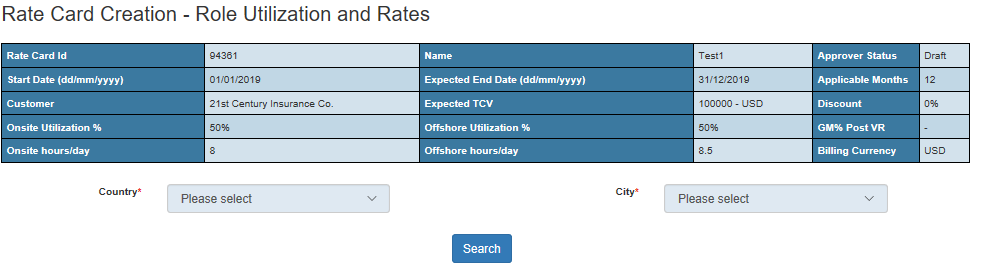 Rate Card Creation - Role Utilization and Rates
Rate Card Id 94361 Name Test1 Approver Status Draft
Start Date (dd/mm/yyyy) 01/01/2019 Expected End Date (dd/mm/yyyy) 31/12/2019 Applicable Months 12
Customer 21st Century Insurance Co. Expected TCV 100000 - USD Discount 0%
Onsite Utilization % 50% Offshore Utilization % 50% GM% Post VR -
Onsite hours/day 8 Offshore hours/day 8.5 Billing Currency USD
Country* Please select City* Please select
Search